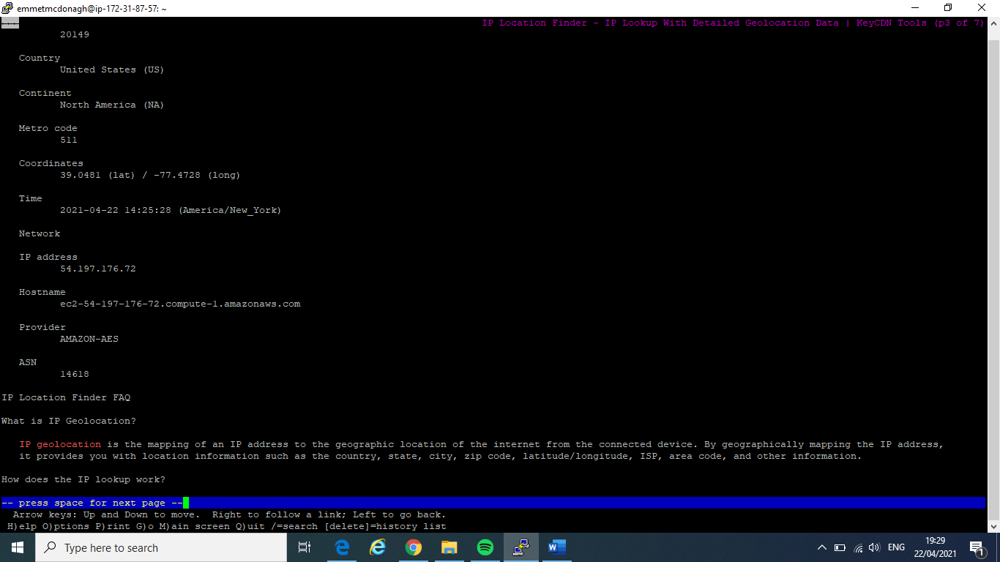 emmetmcdonagh@ip-172-31-87-57: ~
IP Location Finder - IP Lookup With Detailed Geolocation Data | KeyCDN Tools (p3 of 7)
20149
Country
United States (US)
Continent
North America (NA)
Metro code
511
Coordinates
39.0481 (lat) / -77.4728 (long)
Time
2021-04-22 14:25:28 (America/New_York)
Network
IP address
54.197.176.72
Hostname
ec2-54-197-176-72.compute-1.amazonaws.com
Provider
AMAZON-AES
ASN
14618
IP Location Finder FAQ
What is IP Geolocation?
IP geolocation is the mapping of an IP address to the geographic location of the internet from the connected device. By geographically mapping the IP address,
it provides you with location information such as the country, state, city, zip code, latitude/longitude, ISP, area code, and other information.
How does the IP lookup work?
-- press space for next page --
Arrow keys: Up and Down to move.  Right to follow a link; Left to go back.
H)elp O)ptions P)rint G)o M)ain screen Q)uit /=search [delete]=history list
Type here to search
ENG
19:29
22/04/2021
1